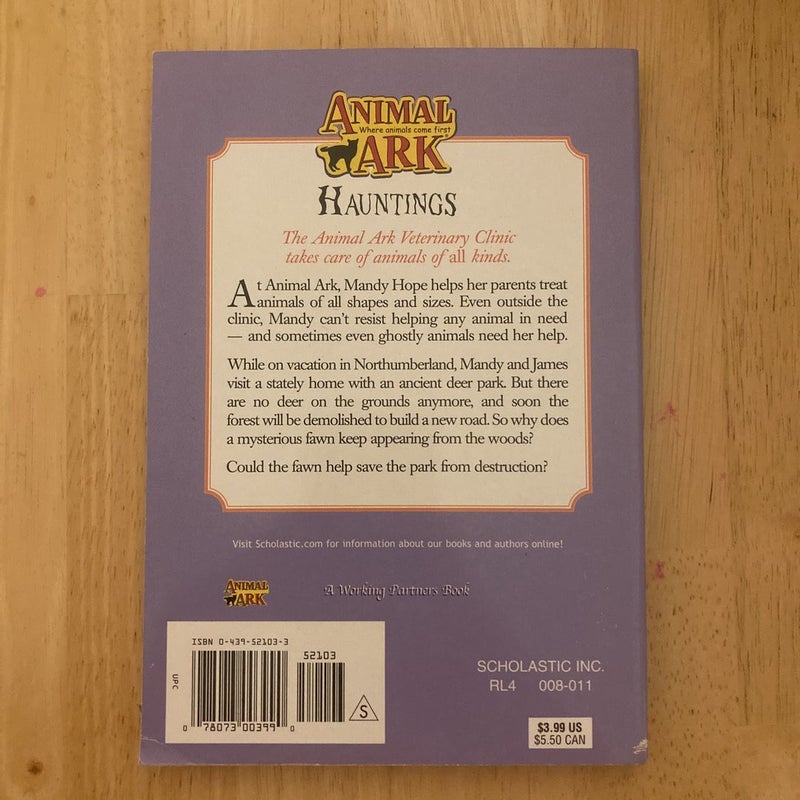 ANIMAL
Where animals come first
ARK
HAUNTINGS
The Animal Ark Veterinary Clinic
takes care of animals of all kinds.
At Animal Ark, Mandy Hope helps her parents treat
animals of all shapes and sizes. Even outside the
clinic, Mandy can't resist helping any animal in need
— and sometimes even ghostly animals need her help.
While on vacation in Northumberland, Mandy and James
visit a stately home with an ancient deer park. But there
are no deer on the grounds anymore, and soon the
forest will be demolished to build a new road. So why does
a mysterious fawn keep appearing from the woods?
Could the fawn help save the park from destruction?
Visit Scholastic.com for information about our books and authors online!
ANIMAL
ARK
A Working Partners Book
ISBN 0-439-52103-3
52103
UPC
S
0 78073 00399 0
SCHOLASTIC INC.
RL4 008-011
$3.99 US
$5.50 CAN